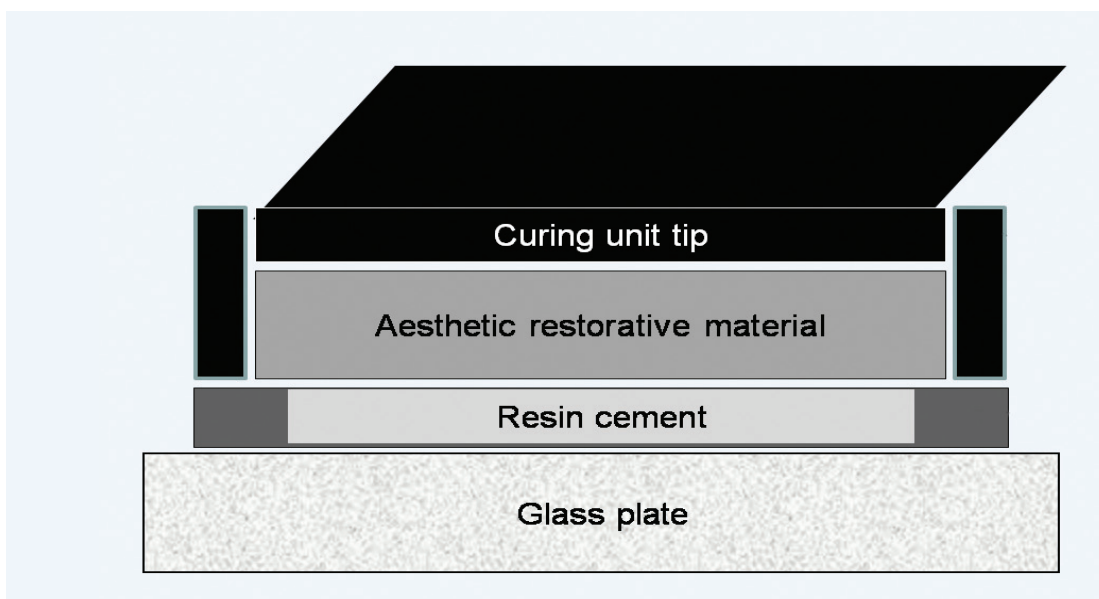 Curing unit tip
Aesthetic restorative material
Resin cement
Glass plate